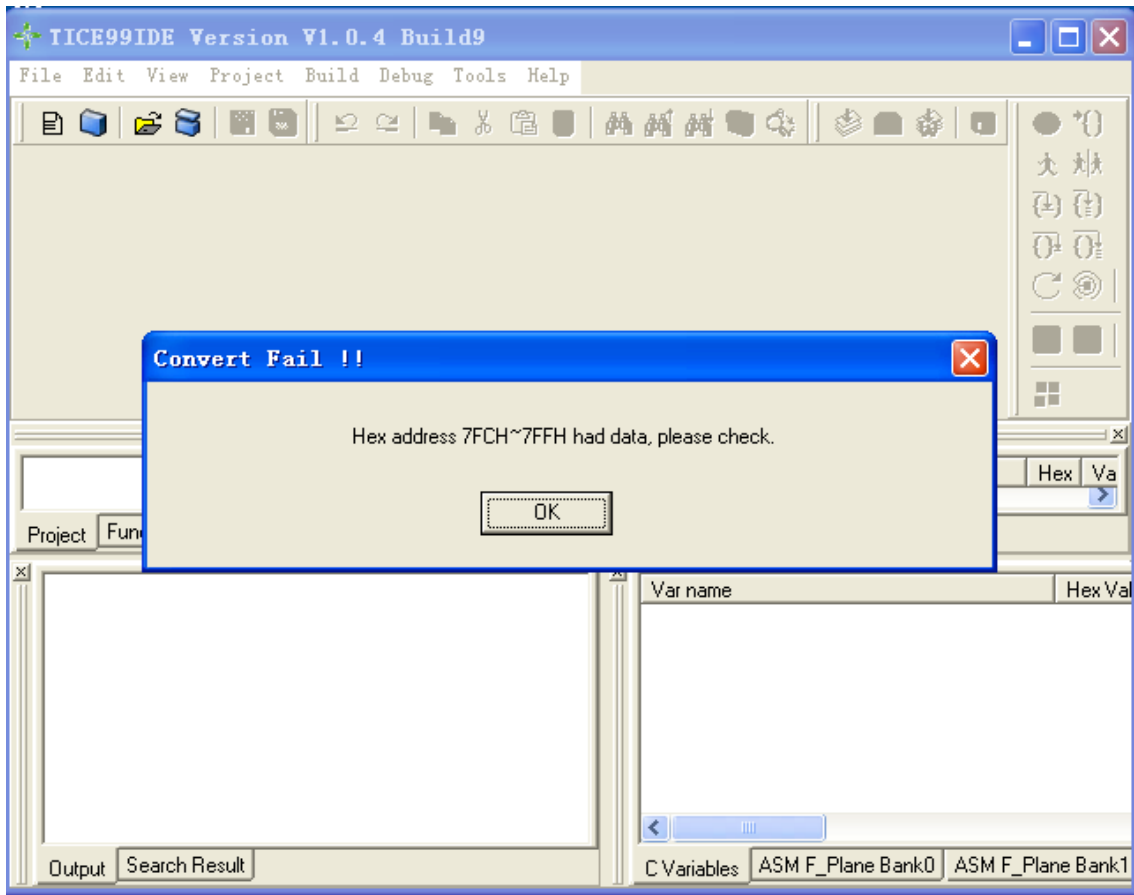 TICE99IDE Version V1.0.4 Build9
File Edit View Project Build Debug Tools Help
Convert Fail !!
Hex address 7FCH~7FFH had data, please check.
OK
Hex Va
Project Fun
Var name Hex Val
Output Search Result
C Variables ASM F_Plane Bank0 ASM F_Plane Bank1